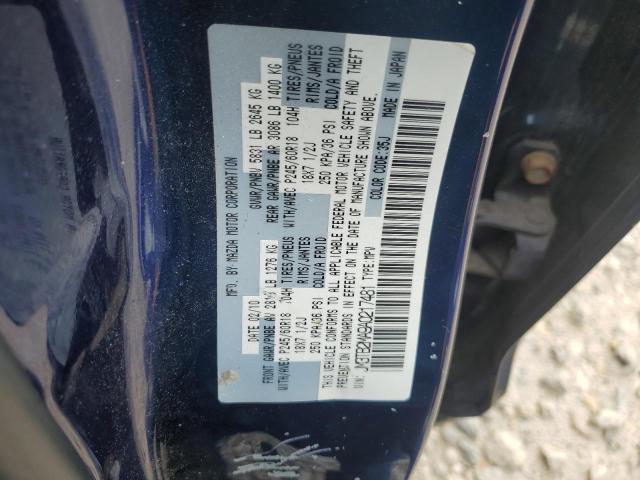 MFD. BY MAZDA MOTOR CORPORATION
DATE 02/10 GVWR/PNBV 5831 LB 2645 KG
FRONT GAWR/PNBE AV LB 1276 KG REAR GAWR/PNBE AR 3086 LB 1400 KG
WITH/AVEC P245/60R18 104H TIRES/PNEUS WITH/AVEC P245/60R18 104H TIRES/PNEUS
18X7 1/2J RIMS/JANTES 18X7 1/2J RIMS/JANTES
250 KPA/36 PSI COLD/A FROID 250 KPA/36 PSI COLD/A FROID
THIS VEHICLE CONFORMS TO ALL APPLICABLE FEDERAL MOTOR VEHICLE SAFETY AND THEFT
PREVENTION STANDARDS IN EFFECT ON THE DATE OF MANUFACTURE SHOWN ABOVE.
VIN: TYPE:MPV COLOR CODE:35J MADE IN JAPAN